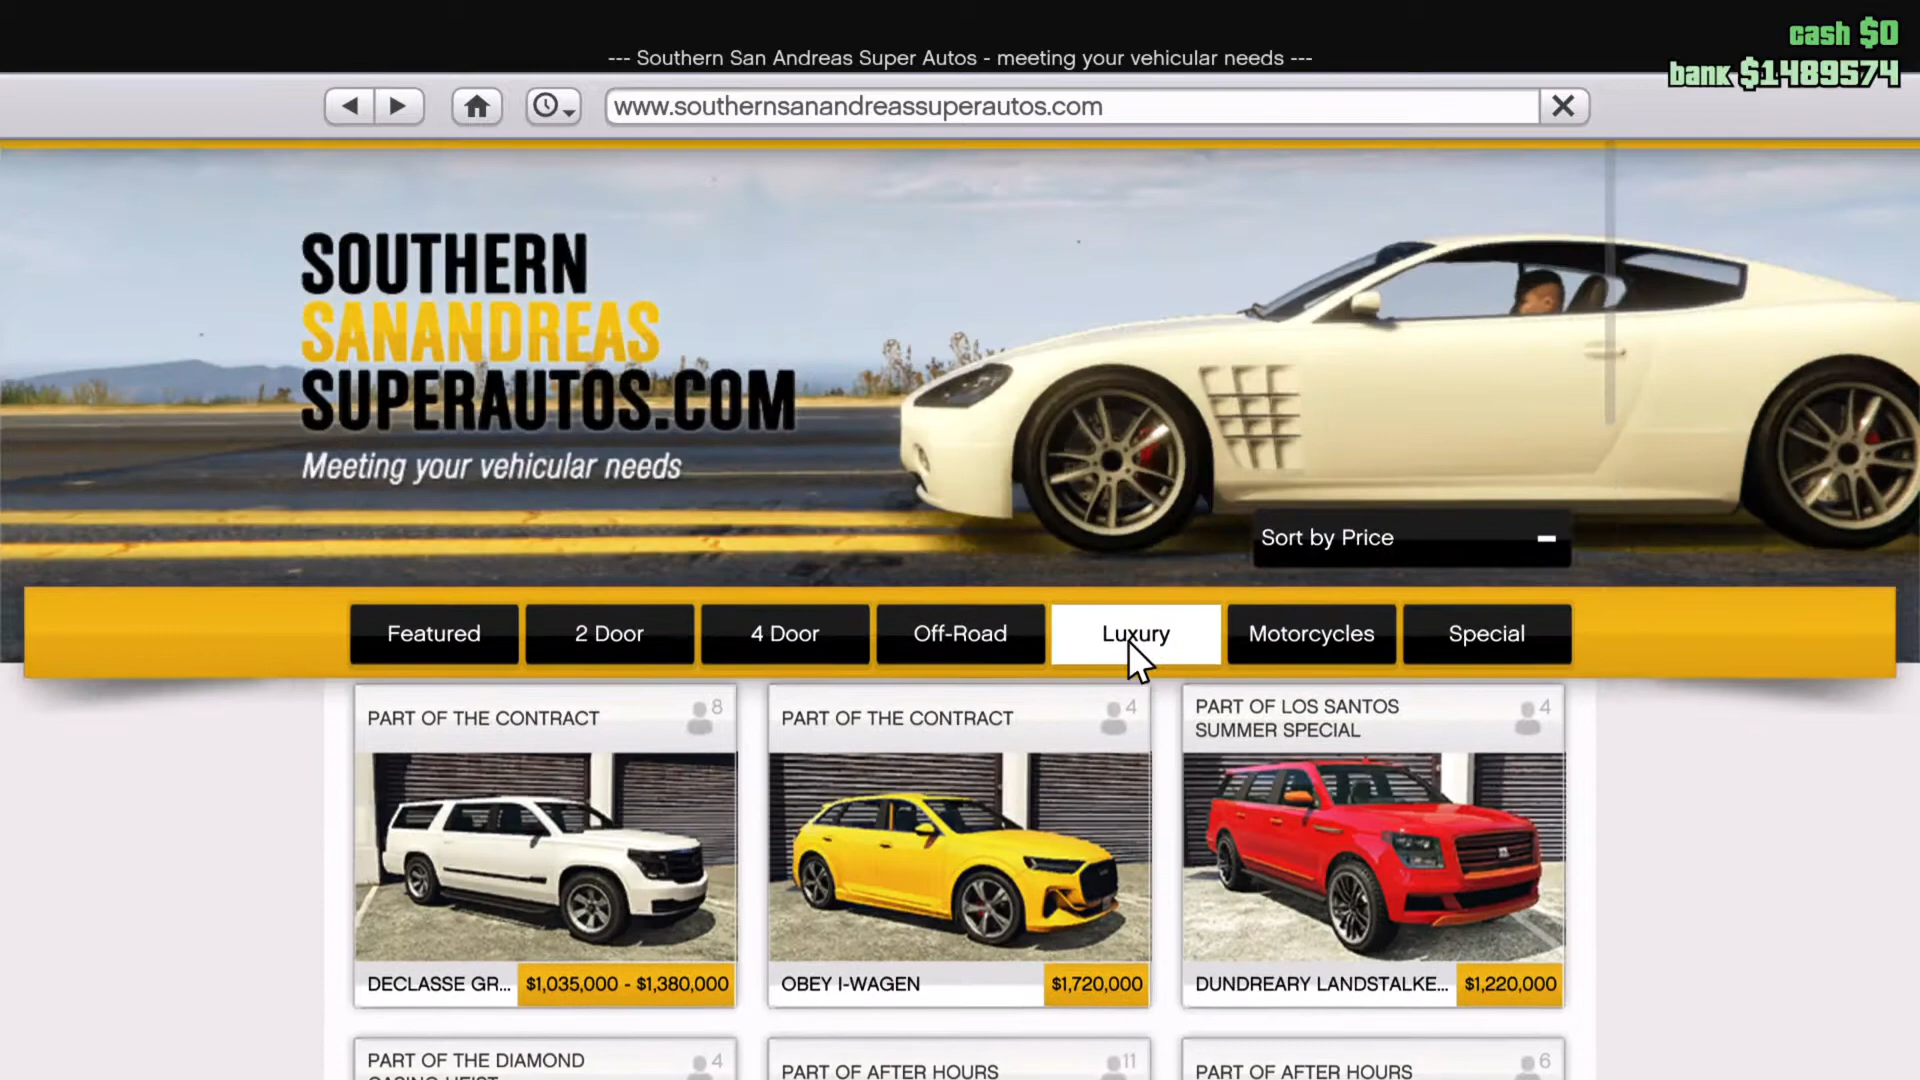 cash $0
--- Southern San Andreas Super Autos - meeting your vehicular needs ---
bank $1489574
www.southernsanandreassuperautos.com
SOUTHERN
SANANDREAS
SUPERAUTOS.COM
Meeting your vehicular needs
Sort by Price
Featured
2 Door
4 Door
Off-Road
Luxury
Motorcycles
Special
PART OF THE CONTRACT
8
PART OF THE CONTRACT
4
PART OF LOS SANTOS
SUMMER SPECIAL
4
DECLASSE GR...
$1,035,000 - $1,380,000
OBEY I-WAGEN
$1,720,000
DUNDREARY LANDSTALKE...
$1,220,000
PART OF THE DIAMOND
CASINO HEIST
4
PART OF AFTER HOURS
11
PART OF AFTER HOURS
6